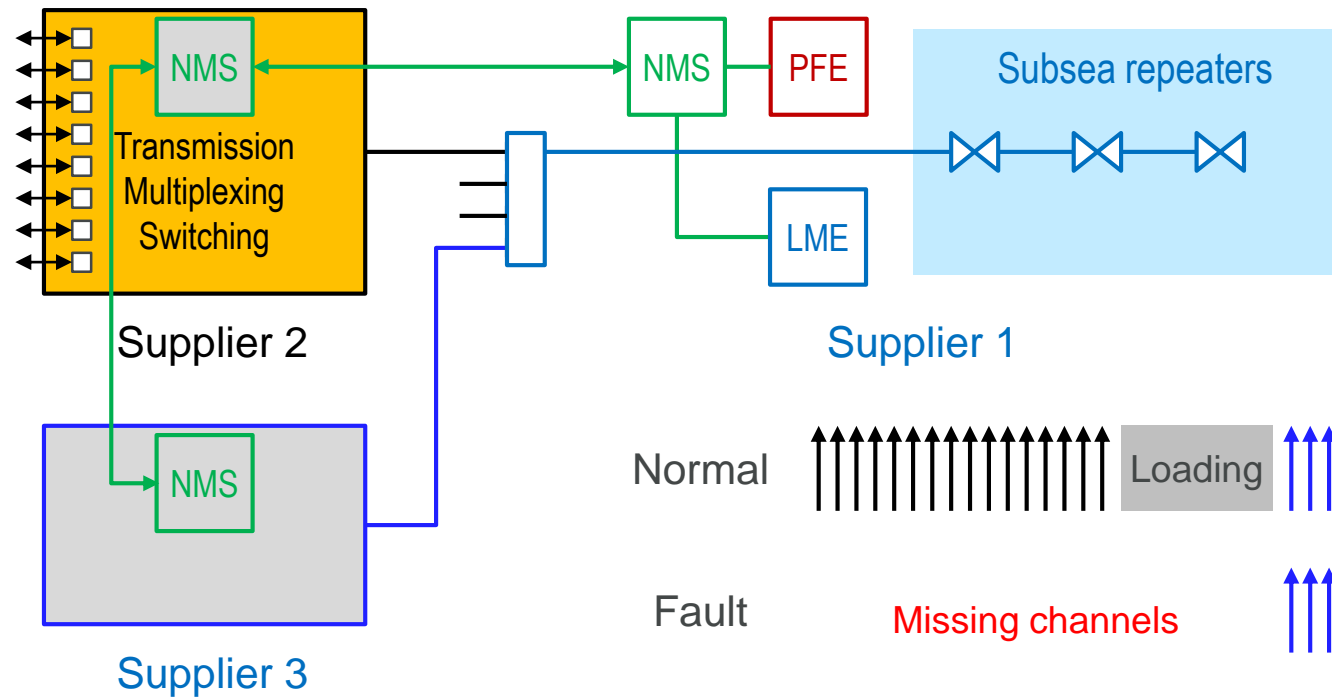 NMS
NMS
PFE
Subsea repeaters
Transmission
Multiplexing
Switching
LME
Supplier 2
Supplier 1
NMS
Normal
Loading
Fault
Missing channels
Supplier 3